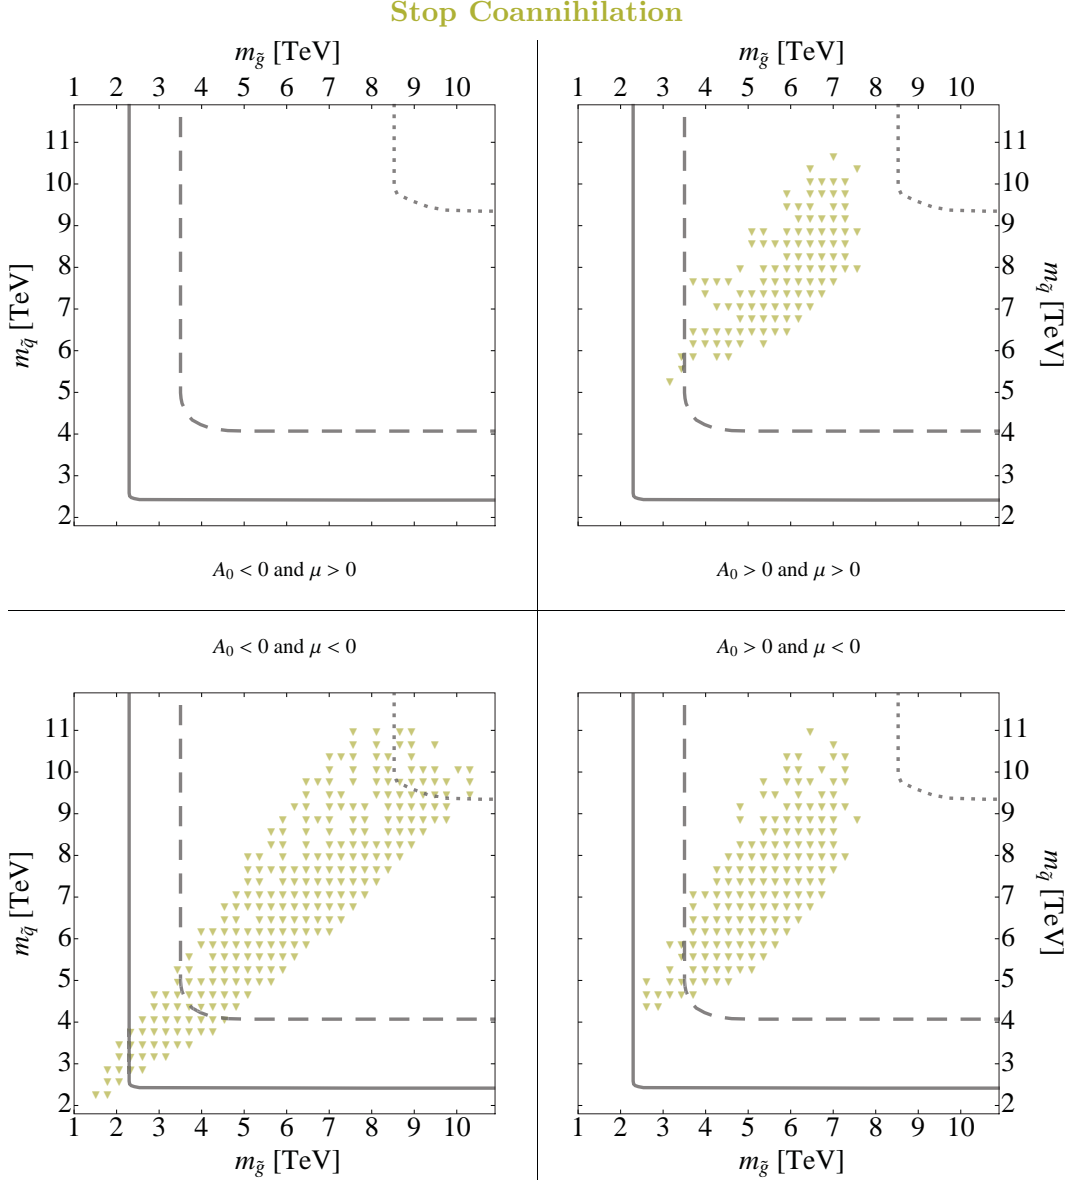 Stop Coannihilation
m_g̃ [TeV]
1 2 3 4 5 6 7 8 9 10
m_q̃ [TeV]
11
10
9
8
7
6
5
4
3
2
A₀ < 0 and μ > 0
m_g̃ [TeV]
1 2 3 4 5 6 7 8 9 10
11
10
9
8
7
6
5
4
3
2
m_q̃ [TeV]
A₀ > 0 and μ > 0
A₀ < 0 and μ < 0
m_q̃ [TeV]
11
10
9
8
7
6
5
4
3
2
1 2 3 4 5 6 7 8 9 10
m_g̃ [TeV]
A₀ > 0 and μ < 0
11
10
9
8
7
6
5
4
3
2
m_q̃ [TeV]
1 2 3 4 5 6 7 8 9 10
m_g̃ [TeV]